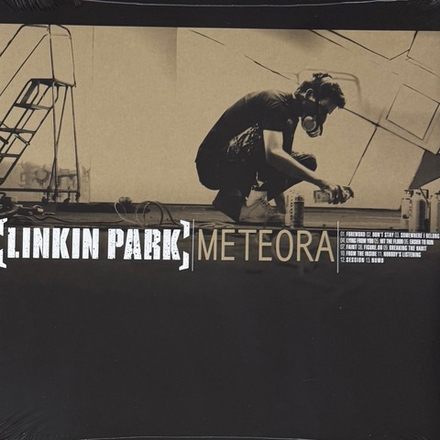 [LINKIN PARK] METEORA
01. FOREWORD 02. DON'T STAY 03. SOMEWHERE I BELONG
04. LYING FROM YOU 05. HIT THE FLOOR 06. EASIER TO RUN
07. FAINT 08. FIGURE.09 09. BREAKING THE HABIT
10. FROM THE INSIDE 11. NOBODY'S LISTENING
12. SESSION 13. NUMB